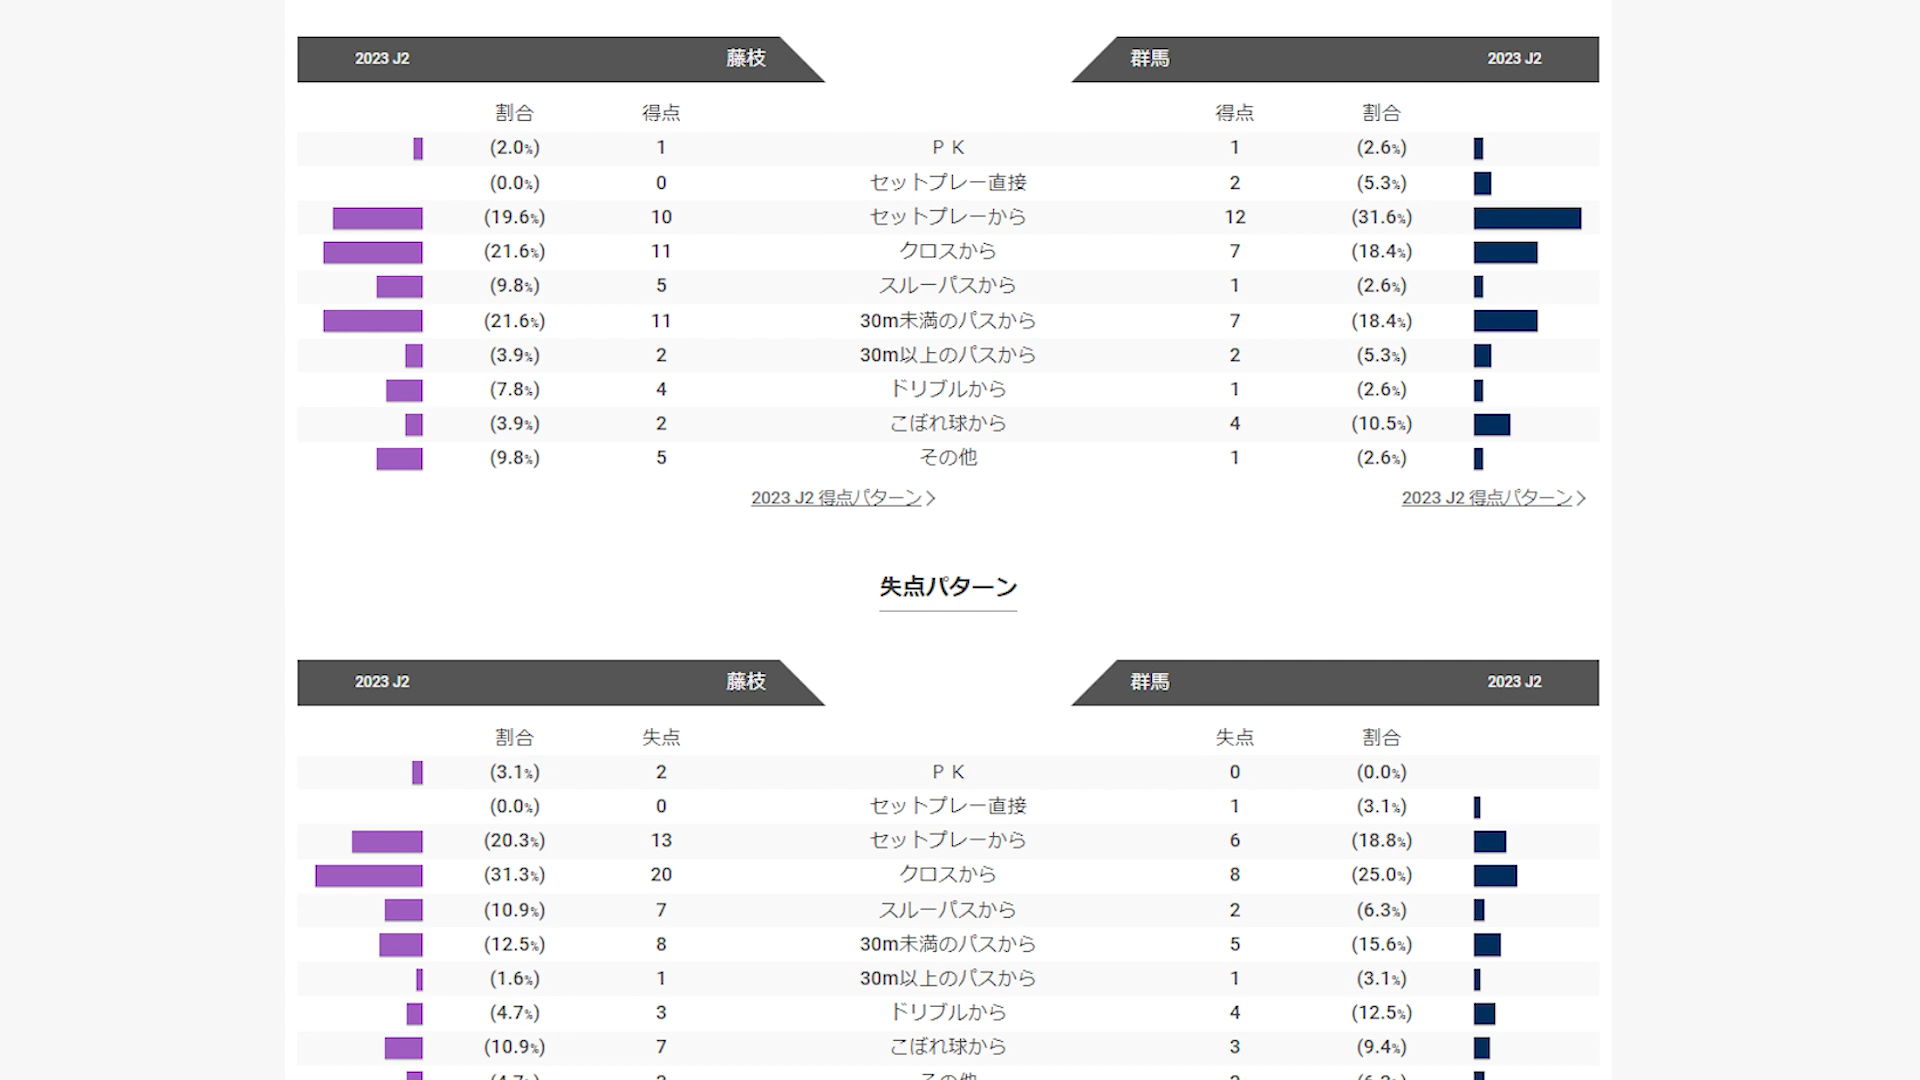 2023 J2 藤枝 群馬 2023 J2
割合 得点 得点 割合
(2.0%) 1 ＰＫ 1 (2.6%)
(0.0%) 0 セットプレー直接 2 (5.3%)
(19.6%) 10 セットプレーから 12 (31.6%)
(21.6%) 11 クロスから 7 (18.4%)
(9.8%) 5 スルーパスから 1 (2.6%)
(21.6%) 11 30m未満のパスから 7 (18.4%)
(3.9%) 2 30m以上のパスから 2 (5.3%)
(7.8%) 4 ドリブルから 1 (2.6%)
(3.9%) 2 こぼれ球から 4 (10.5%)
(9.8%) 5 その他 1 (2.6%)
2023 J2 得点パターン 2023 J2 得点パターン
失点パターン
2023 J2 藤枝 群馬 2023 J2
割合 失点 失点 割合
(3.1%) 2 ＰＫ 0 (0.0%)
(0.0%) 0 セットプレー直接 1 (3.1%)
(20.3%) 13 セットプレーから 6 (18.8%)
(31.3%) 20 クロスから 8 (25.0%)
(10.9%) 7 スルーパスから 2 (6.3%)
(12.5%) 8 30m未満のパスから 5 (15.6%)
(1.6%) 1 30m以上のパスから 1 (3.1%)
(4.7%) 3 ドリブルから 4 (12.5%)
(10.9%) 7 こぼれ球から 3 (9.4%)
その他